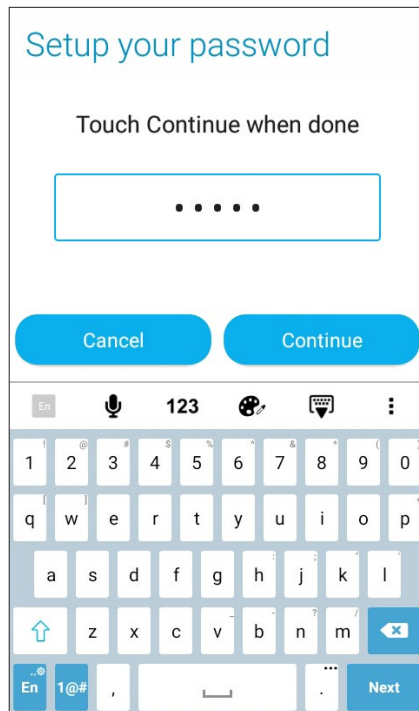 Setup your password
Touch Continue when done
•••••
Cancel Continue
En 123
! @ # $ % ^ & * ( )
1 2 3 4 5 6 7 8 9 0
[ ]
q w e r t y u i o p
: ; " '
a s d f g h j k l
_ - ? /
z x c v b n m
En 1@# , . Next